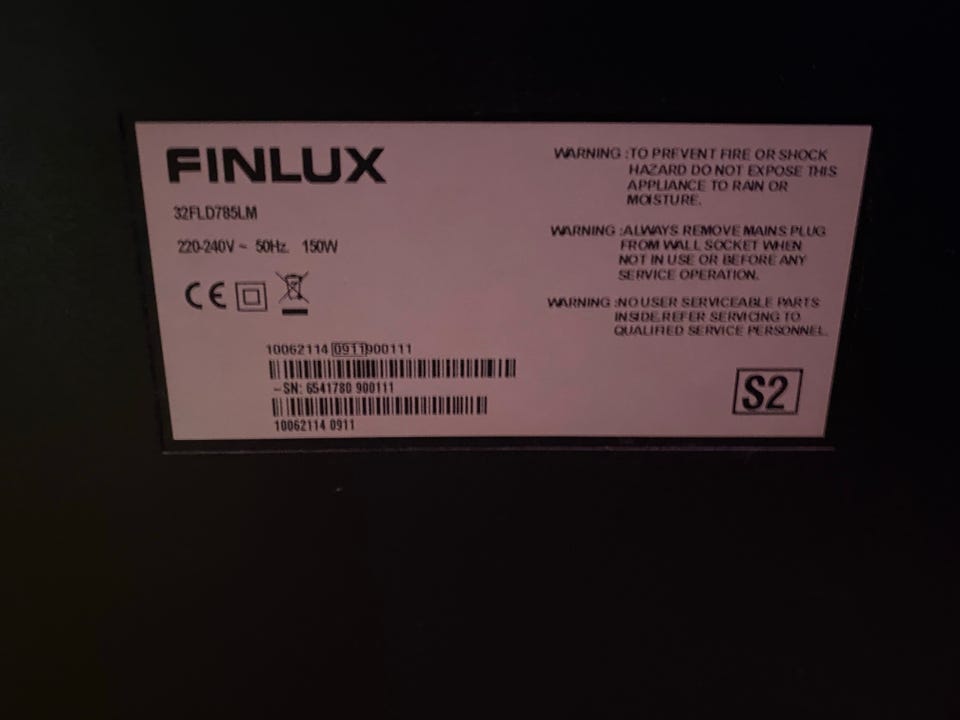 FINLUX
32FLD785LM
220-240V ~ 50Hz. 150W
CE
10062114 0911 900111
-SN: 6541780 900111
10062114 0911
WARNING :TO PREVENT FIRE OR SHOCK
HAZARD DO NOT EXPOSE THIS
APPLIANCE TO RAIN OR
MOISTURE.
WARNING :ALWAYS REMOVE MAINS PLUG
FROM WALL SOCKET WHEN
NOT IN USE OR BEFORE ANY
SERVICE OPERATION.
WARNING :NO USER SERVICEABLE PARTS
INSIDE.REFER SERVICING TO
QUALIFIED SERVICE PERSONNEL.
S2